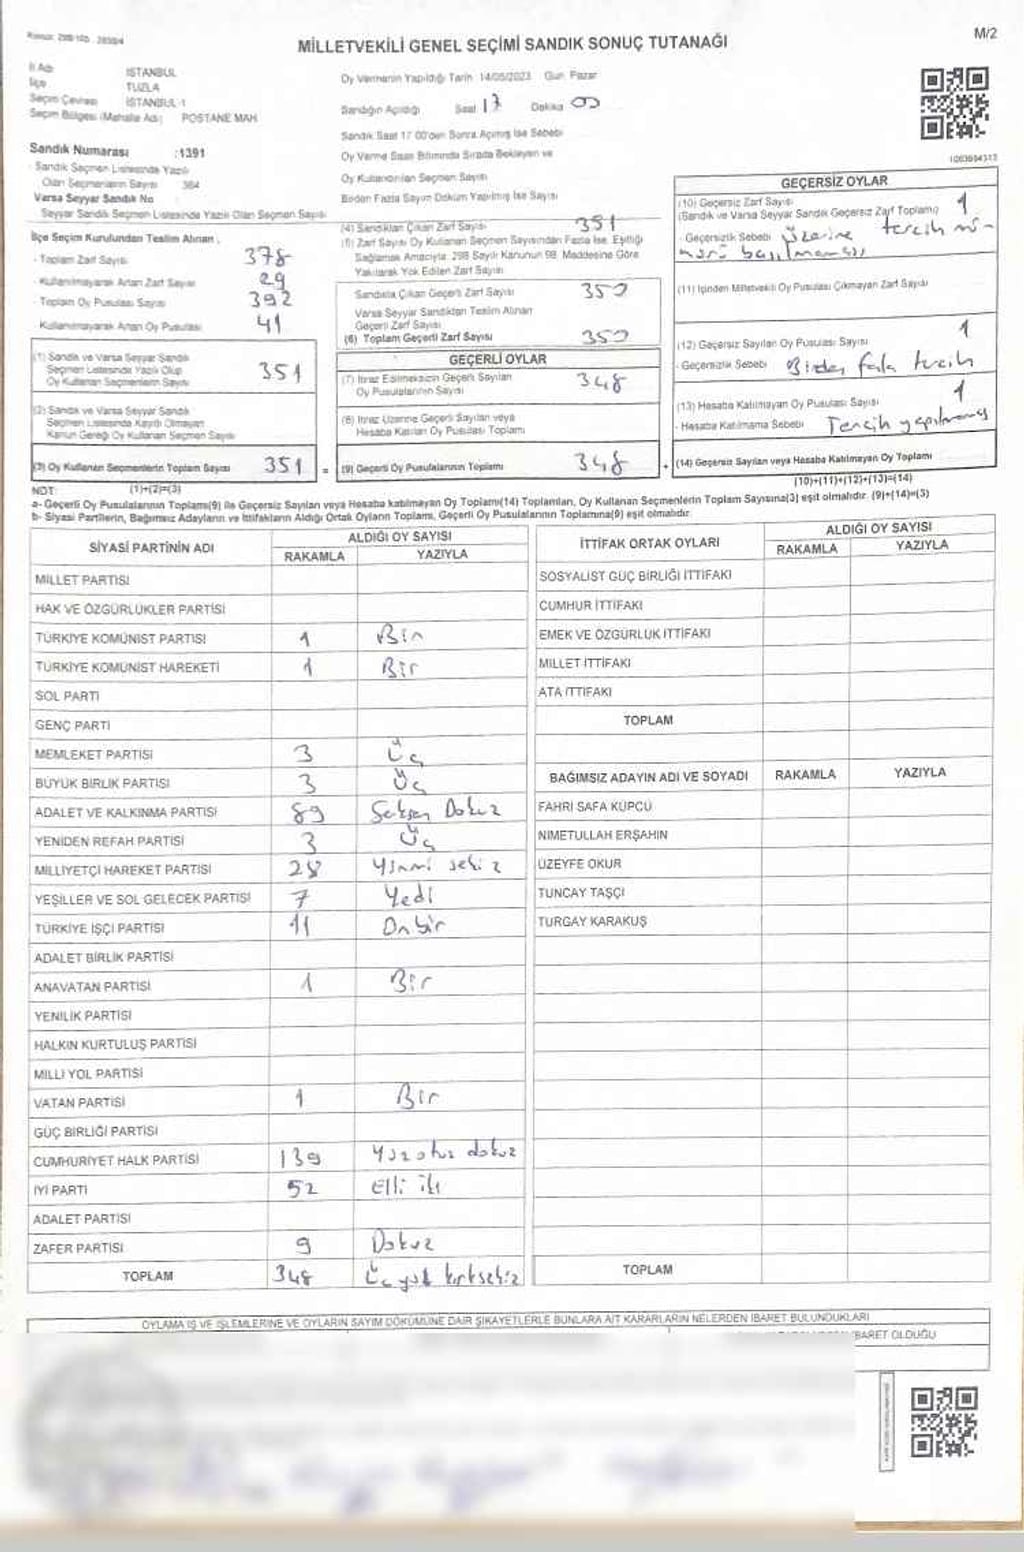 M/2
MİLLETVEKİLİ GENEL SEÇİMİ SANDIK SONUÇ TUTANAĞI
İl Adı İSTANBUL
İlçe TUZLA
Seçim Çevresi İSTANBUL-1
Seçim Bölgesi (Mahalle Adı) POSTANE MAH.
Oy Vermenin Yapıldığı Tarih 14/05/2023 Gün Pazar
Sandığın Açıldığı Saat 17 Dakika 00
Sandık Saat 17:00'den Sonra Açılmış İse Sebebi
Oy Verme Saati Bitiminde Sırada Bekleyen ve
Oy Kullandırılan Seçmen Sayısı
Birden Fazla Sayım Döküm Yapılmış İse Sayısı
Sandık Numarası :1391
Sandık Seçmen Listesinde Yazılı
Olan Seçmenlerin Sayısı 384
Varsa Seyyar Sandık No
Seyyar Sandık Seçmen Listesinde Yazılı Olan Seçmen Sayısı
İlçe Seçim Kurulundan Teslim Alınan :
- Toplam Zarf Sayısı 378
- Kullanılmayarak Artan Zarf Sayısı 29
- Toplam Oy Pusulası Sayısı 392
- Kullanılmayarak Artan Oy Pusulası 41
(1) Sandık ve Varsa Seyyar Sandık
Seçmen Listesinde Yazılı Olup
Oy Kullanan Seçmenlerin Sayısı 351
(2) Sandık ve Varsa Seyyar Sandık
Seçmen Listesinde Kayıtlı Olmayan
Kanun Gereği Oy Kullanan Seçmen Sayısı
(3) Oy Kullanan Seçmenlerin Toplam Sayısı 351 =
(4) Sandıktan Çıkan Zarf Sayısı 351
(5) Zarf Sayısı Oy Kullanan Seçmen Sayısından Fazla İse, Eşitliği
Sağlamak Amacıyla, 298 Sayılı Kanunun 98. Maddesine Göre
Yakılarak Yok Edilen Zarf Sayısı
Sandıkta Çıkan Geçerli Zarf Sayısı 350
Varsa Seyyar Sandıktan Teslim Alınan
Geçerli Zarf Sayısı
(6) Toplam Geçerli Zarf Sayısı 350
GEÇERLİ OYLAR
(7) İtiraz Edilmeksizin Geçerli Sayılan
Oy Pusulalarının Sayısı 348
(8) İtiraz Üzerine Geçerli Sayılan veya
Hesaba Katılan Oy Pusulası Toplamı
(9) Geçerli Oy Pusulalarının Toplamı 348 +
GEÇERSİZ OYLAR
(10) Geçersiz Zarf Sayısı 1
(Sandık ve Varsa Seyyar Sandık Geçersiz Zarf Toplamı)
- Geçersizlik Sebebi Üzerine tercih mü-
hürü basılması
(11) İçinden Milletvekili Oy Pusulası Çıkmayan Zarf Sayısı
(12) Geçersiz Sayılan Oy Pusulası Sayısı 1
- Geçersizlik Sebebi Birden fazla tercih
(13) Hesaba Katılmayan Oy Pusulası Sayısı 1
- Hesaba Katılmama Sebebi Tercih yapılmamış
(14) Geçersiz Sayılan veya Hesaba Katılmayan Oy Toplamı
(10)+(11)+(12)+(13)=(14)
NOT: (1)+(2)=(3)
a- Geçerli Oy Pusulalarının Toplamı(9) ile Geçersiz Sayılan veya Hesaba katılmayan Oy Toplamı(14) Toplamları, Oy Kullanan Seçmenlerin Toplam Sayısına(3) eşit olmalıdır. (9)+(14)=(3)
b- Siyasi Partilerin, Bağımsız Adayların ve İttifakların Aldığı Ortak Oyların Toplamı, Geçerli Oy Pusulalarının Toplamına(9) eşit olmalıdır.
SİYASİ PARTİNİN ADI ALDIĞI OY SAYISI
RAKAMLA YAZIYLA
MİLLET PARTİSİ
HAK VE ÖZGÜRLÜKLER PARTİSİ
TÜRKİYE KOMÜNİST PARTİSİ 1 Bir
TÜRKİYE KOMÜNİST HAREKETİ 1 Bir
SOL PARTİ
GENÇ PARTİ
MEMLEKET PARTİSİ 3 Üç
BÜYÜK BİRLİK PARTİSİ 3 Üç
ADALET VE KALKINMA PARTİSİ 89 Seksen Dokuz
YENİDEN REFAH PARTİSİ 3 Üç
MİLLİYETÇİ HAREKET PARTİSİ 28 Yirmi sekiz
YEŞİLLER VE SOL GELECEK PARTİSİ 7 Yedi
TÜRKİYE İŞÇİ PARTİSİ 11 Onbir
ADALET BİRLİK PARTİSİ
ANAVATAN PARTİSİ 1 Bir
YENİLİK PARTİSİ
HALKIN KURTULUŞ PARTİSİ
MİLLİ YOL PARTİSİ
VATAN PARTİSİ 1 Bir
GÜÇ BİRLİĞİ PARTİSİ
CUMHURİYET HALK PARTİSİ 139 Yüz otuz dokuz
İYİ PARTİ 52 Elli iki
ADALET PARTİSİ
ZAFER PARTİSİ 9 Dokuz
TOPLAM 348 Üç yüz kırksekiz
İTTİFAK ORTAK OYLARI ALDIĞI OY SAYISI
RAKAMLA YAZIYLA
SOSYALİST GÜÇ BİRLİĞİ İTTİFAKI
CUMHUR İTTİFAKI
EMEK VE ÖZGÜRLÜK İTTİFAKI
MİLLET İTTİFAKI
ATA İTTİFAKI
TOPLAM
BAĞIMSIZ ADAYIN ADI VE SOYADI RAKAMLA YAZIYLA
FAHRİ SAFA KÜPCÜ
NİMETULLAH ERŞAHİN
ÜZEYFE OKUR
TUNCAY TAŞÇI
TURGAY KARAKUŞ
TOPLAM
OYLAMA İŞ VE İŞLEMLERİNE VE OYLARIN SAYIM DÖKÜMÜNE DAİR ŞİKAYETLERLE BUNLARA AİT KARARLARIN NELERDEN İBARET BULUNDUKLARI
İBARET OLDUĞU